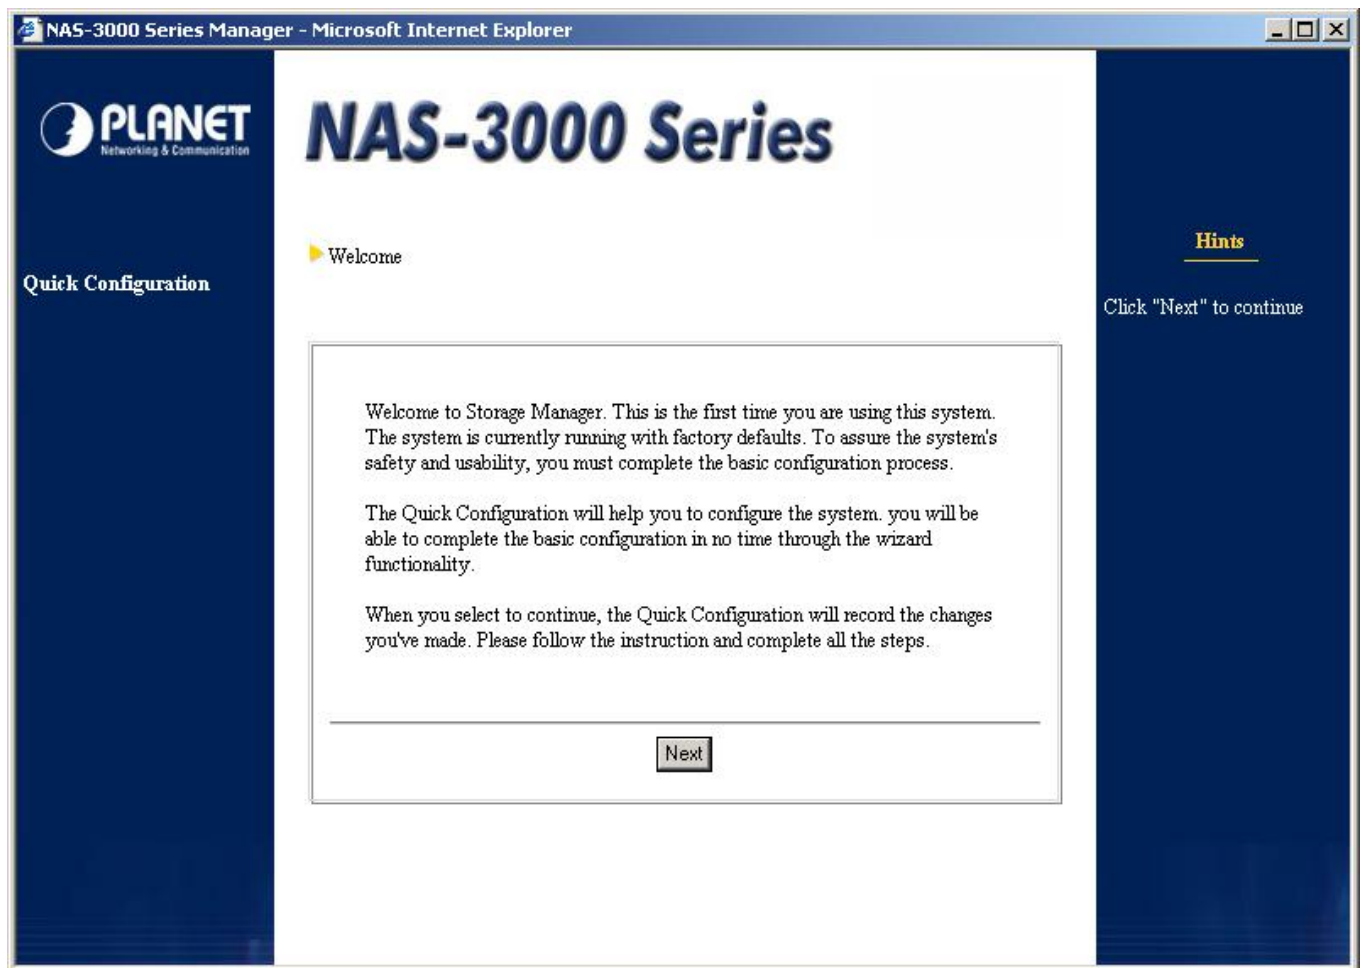 NAS-3000 Series Manager - Microsoft Internet Explorer
PLANET
Networking & Communication
NAS-3000 Series
Quick Configuration
Welcome
Hints
Click "Next" to continue
Welcome to Storage Manager. This is the first time you are using this system.
The system is currently running with factory defaults. To assure the system's
safety and usability, you must complete the basic configuration process.
The Quick Configuration will help you to configure the system. you will be
able to complete the basic configuration in no time through the wizard
functionality.
When you select to continue, the Quick Configuration will record the changes
you've made. Please follow the instruction and complete all the steps.
Next